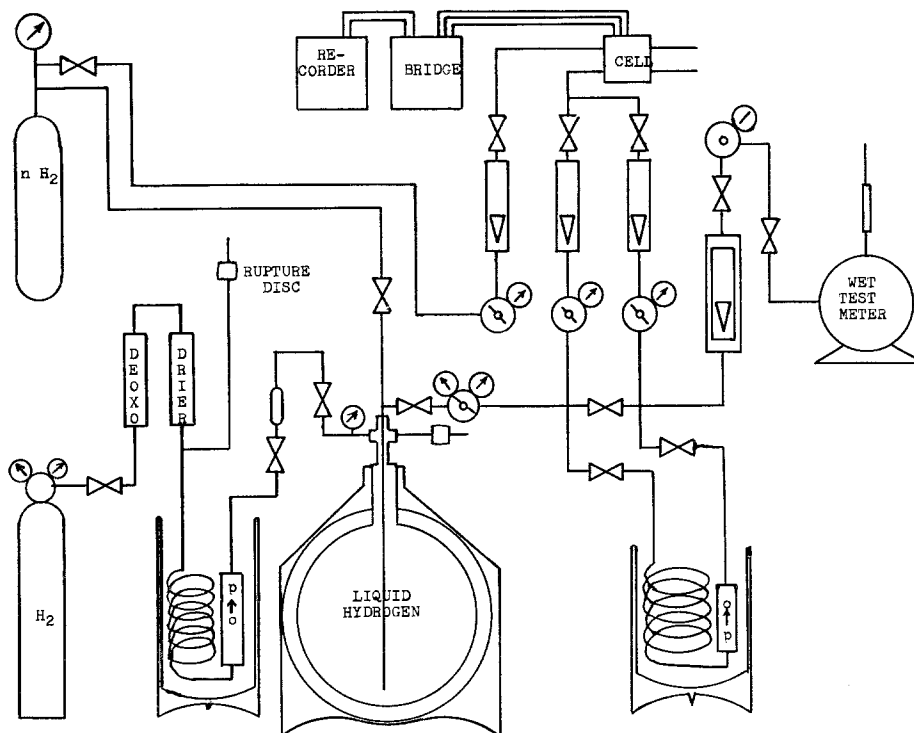 RE-
CORDER
BRIDGE
CELL
n H₂
RUPTURE
DISC
WET
TEST
METER
DEOXO
DRIER
LIQUID
HYDROGEN
p
o
o
p
H₂